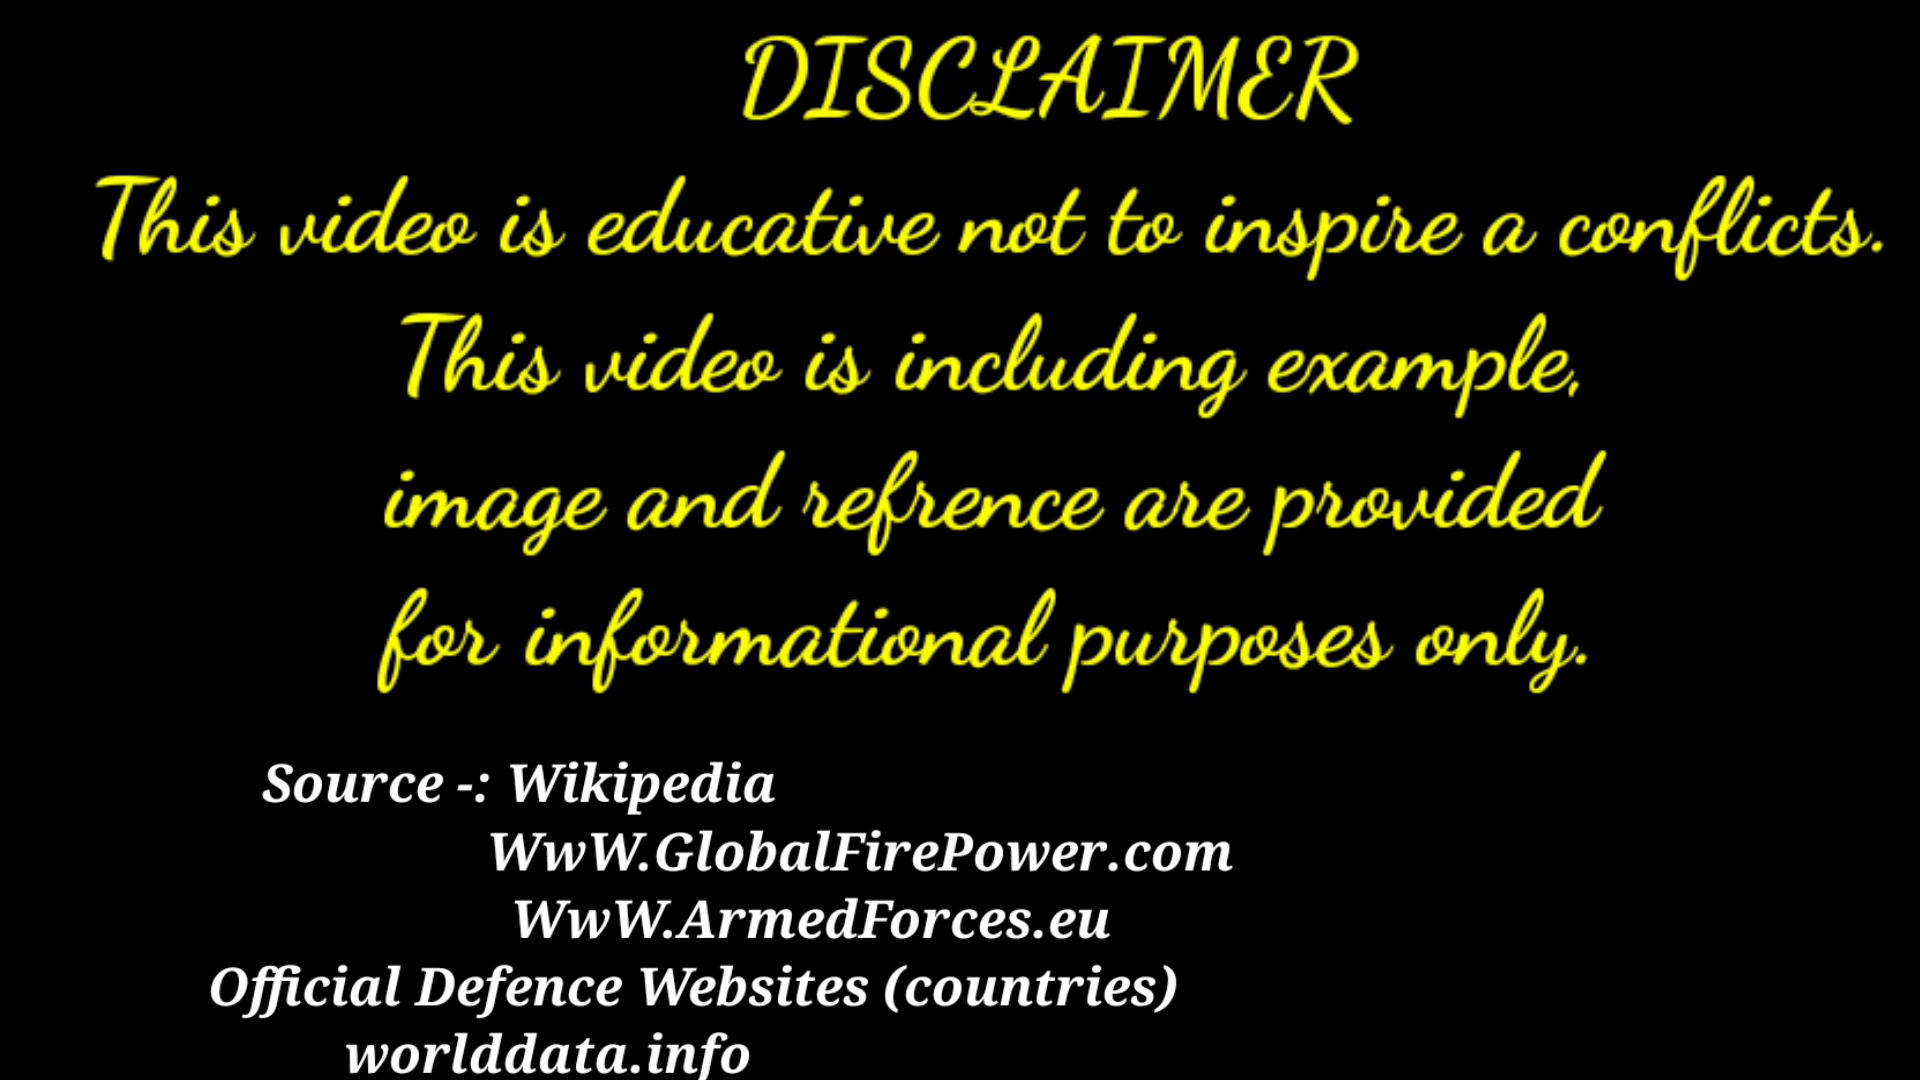 DISCLAIMER
This video is educative not to inspire a conflicts.
This video is including example,
image and refrence are provided
for informational purposes only.
Source -: Wikipedia
WwW.GlobalFirePower.com
WwW.ArmedForces.eu
Official Defence Websites (countries)
worlddata.info